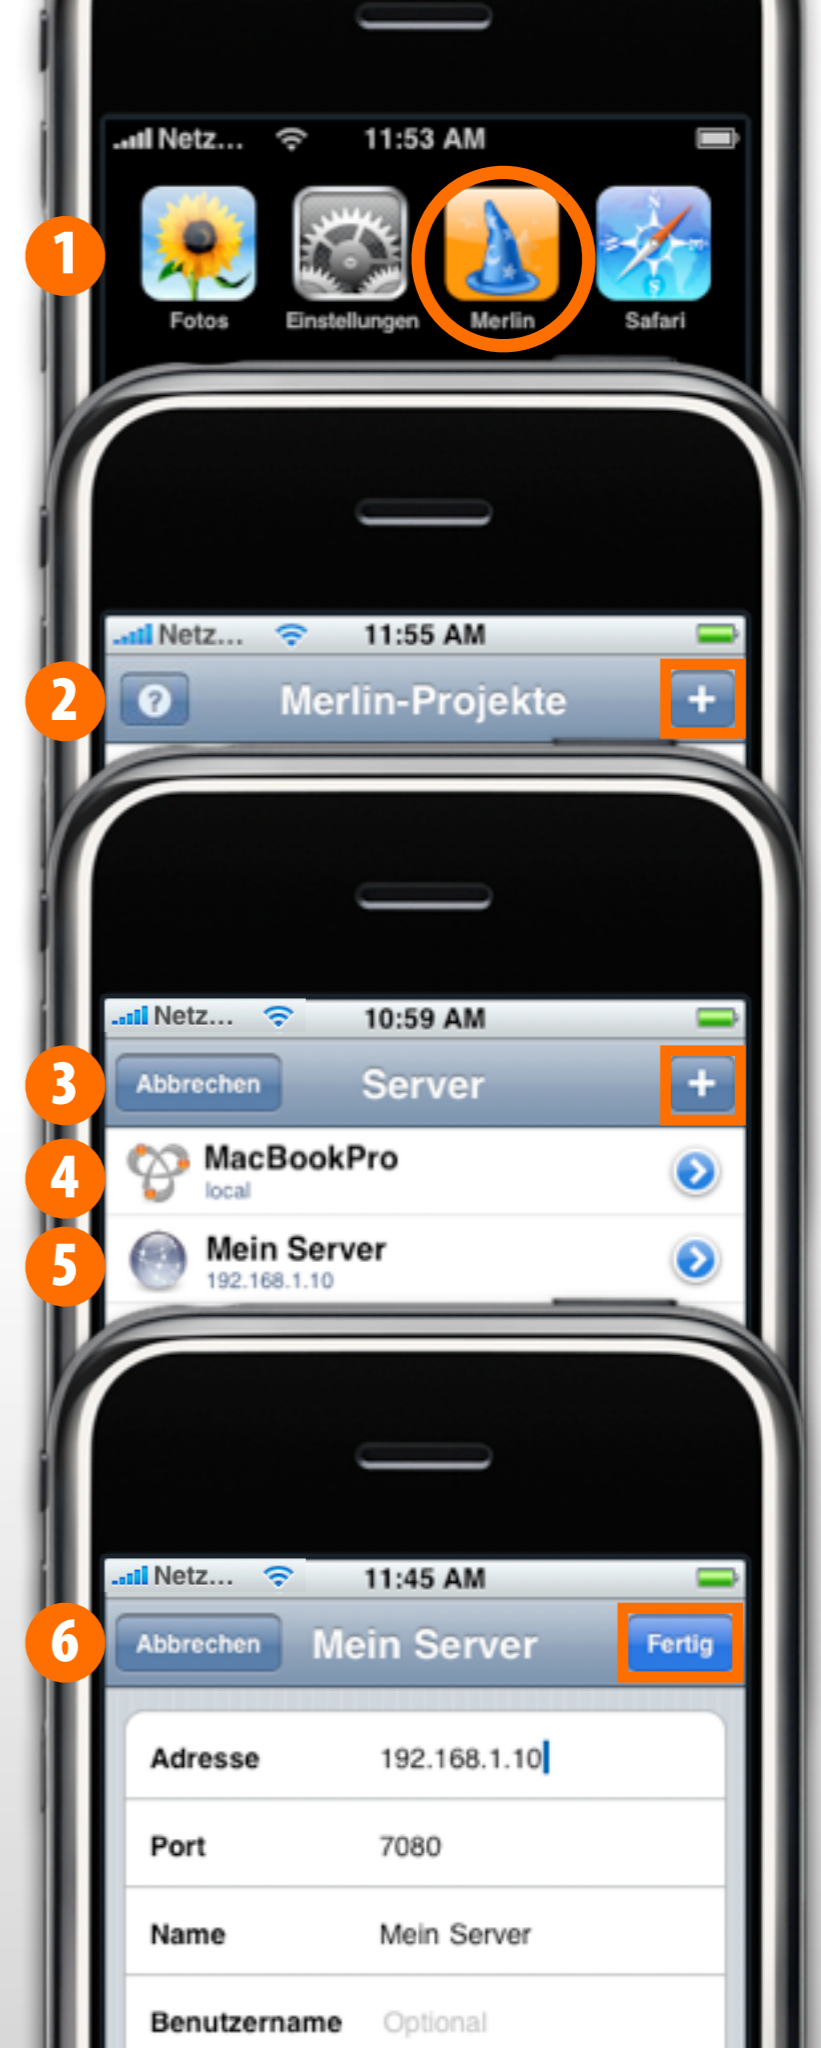 Netz... 11:53 AM
1
Fotos Einstellungen Merlin Safari
Netz... 11:55 AM
2 ? Merlin-Projekte +
Netz... 10:59 AM
3 Abbrechen Server +
4 MacBookPro
local
5 Mein Server
192.168.1.10
Netz... 11:45 AM
6 Abbrechen Mein Server Fertig
Adresse 192.168.1.10
Port 7080
Name Mein Server
Benutzername Optional